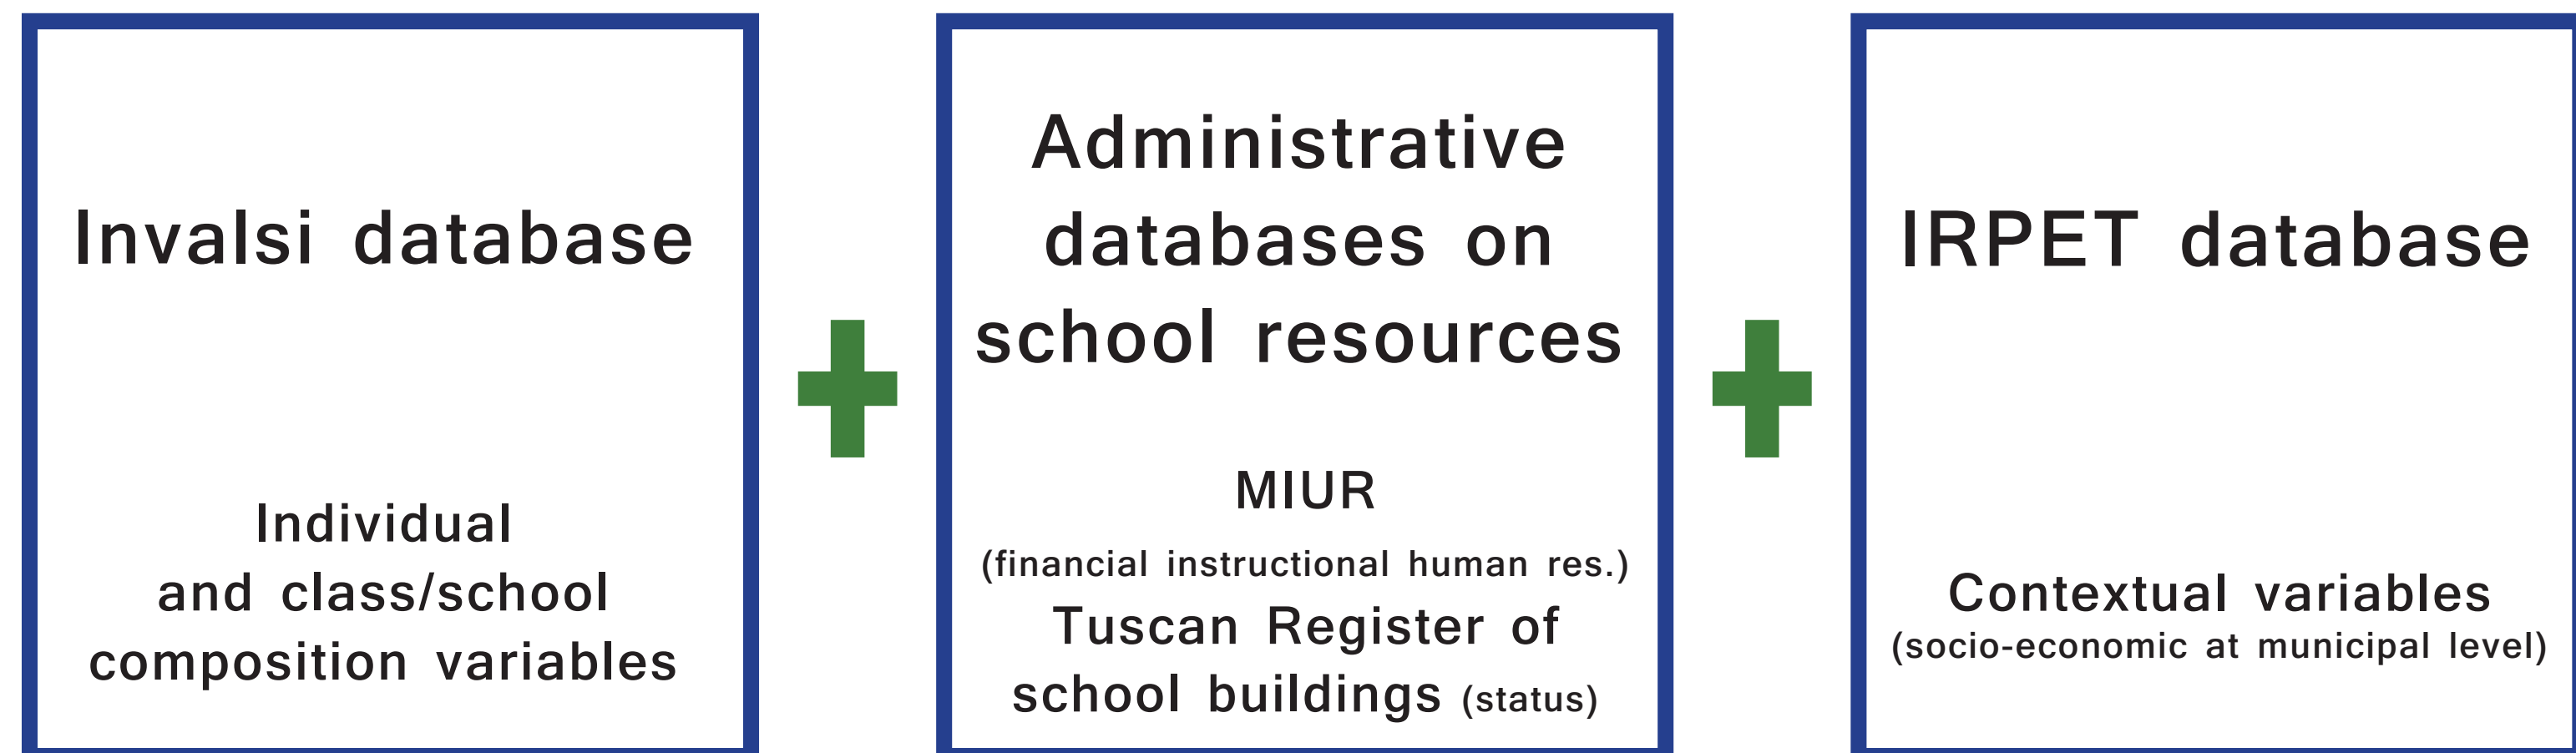 Invalsi database
Individual
and class/school
composition variables
Administrative
databases on
school resources
MIUR
(financial instructional human res.)
Tuscan Register of
school buildings (status)
IRPET database
Contextual variables
(socio-economic at municipal level)